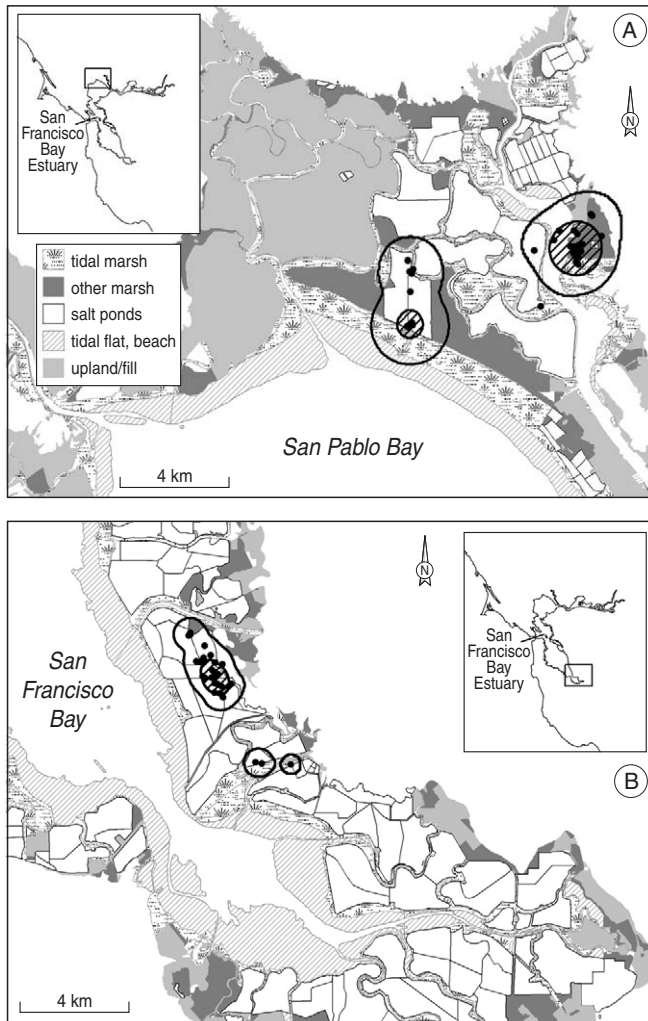 A
San
Francisco
Bay
Estuary
N
tidal marsh
other marsh
salt ponds
tidal flat, beach
upland/fill
San Pablo Bay
4 km
N
San
Francisco
Bay
San
Francisco
Bay
Estuary
B
4 km